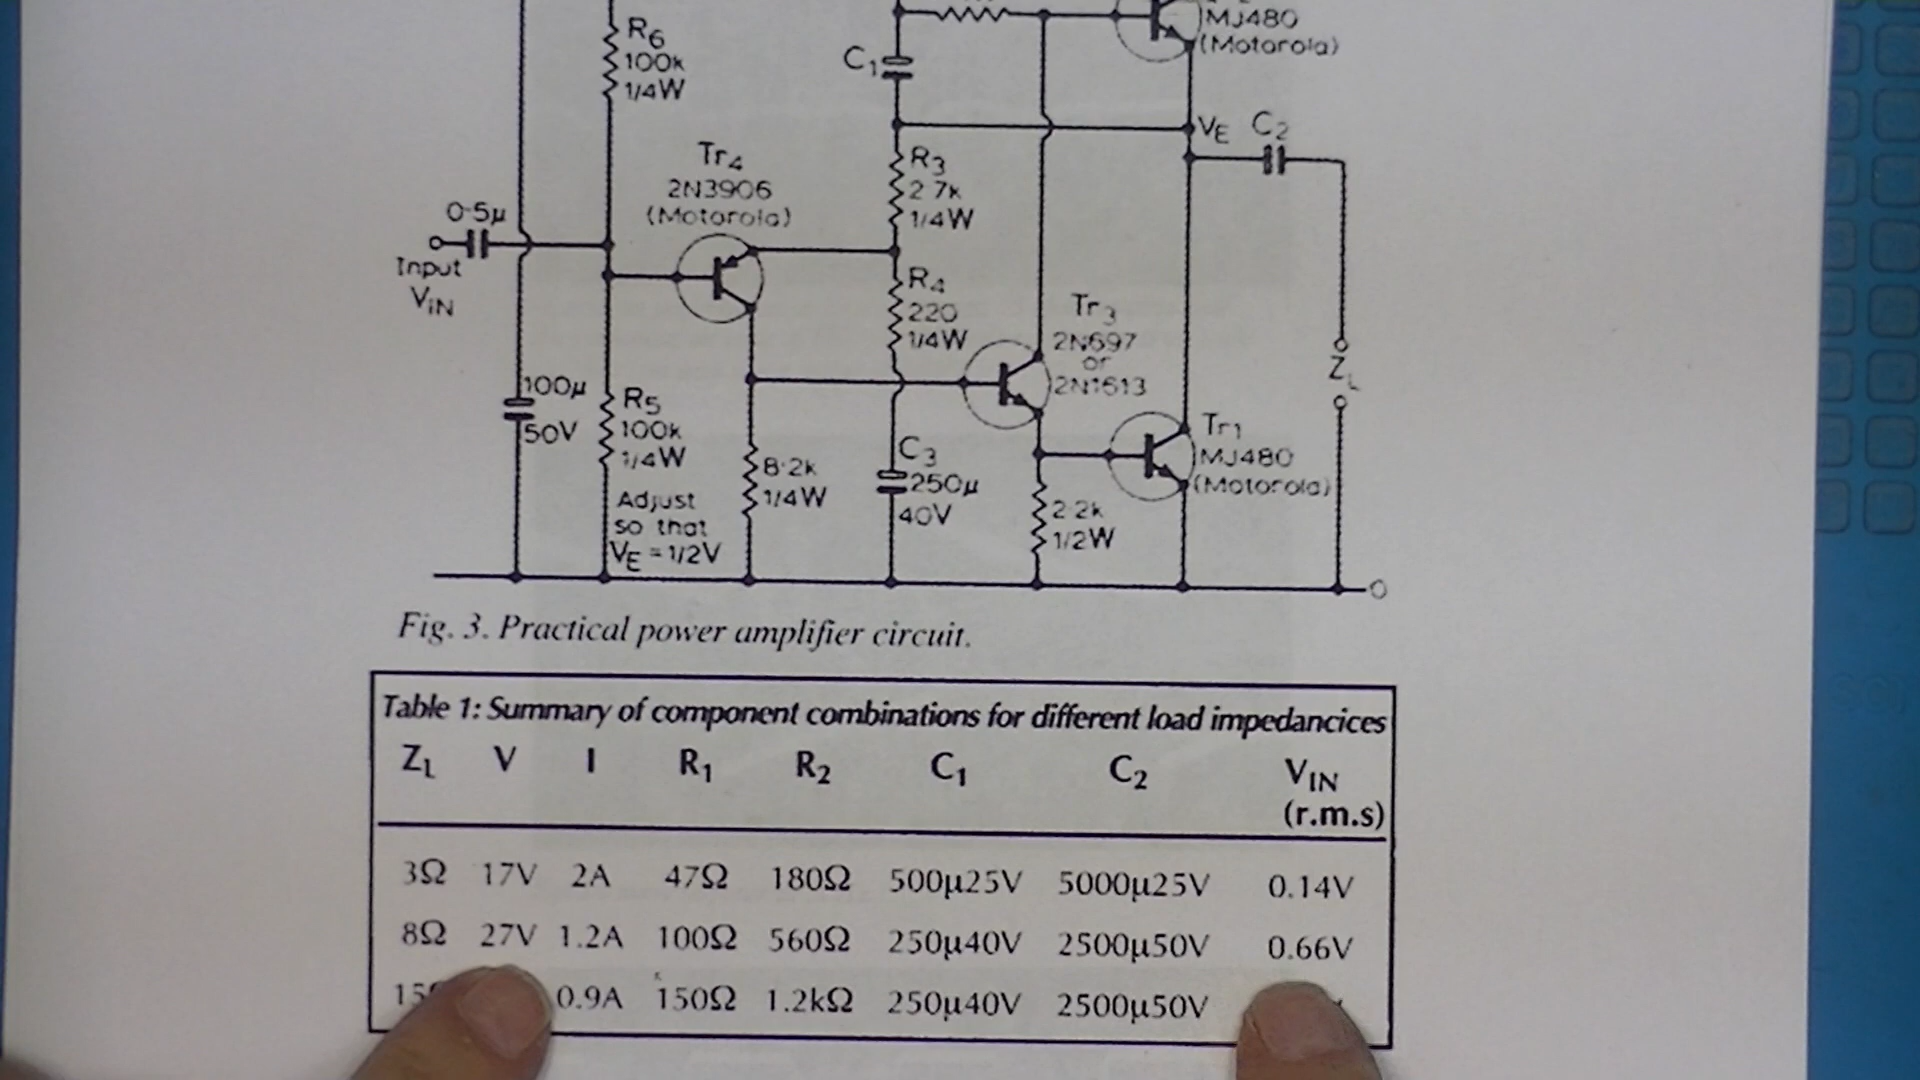 MJ480
(Motorola)
R6
100k
1/4W
C1
VE
C2
Tr4
2N3906
(Motorola)
R3
2·7k
1/4W
0·5µ
Input
VIN
R4
220
1/4W
Tr3
2N697
or
2N1613
ZL
100µ
50V
R5
100k
1/4W
Adjust
so that
VE = 1/2V
8·2k
1/4W
C3
250µ
40V
2·2k
1/2W
Tr1
MJ480
(Motorola)
Fig. 3. Practical power amplifier circuit.
Table 1: Summary of component combinations for different load impedancices
ZL V I R1 R2 C1 C2 VIN
(r.m.s)
3Ω 17V 2A 47Ω 180Ω 500µ25V 5000µ25V 0.14V
8Ω 27V 1.2A 100Ω 560Ω 250µ40V 2500µ50V 0.66V
0.9A 150Ω 1.2kΩ 250µ40V 2500µ50V